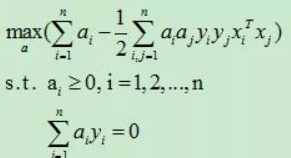 max_a(∑_{i=1}^{n} a_i - 1/2 ∑_{i,j=1}^{n} a_i a_j y_i y_j x_i^T x_j)
s.t. a_i ≥ 0, i = 1, 2, ..., n
∑_{i=1}^{n} a_i y_i = 0